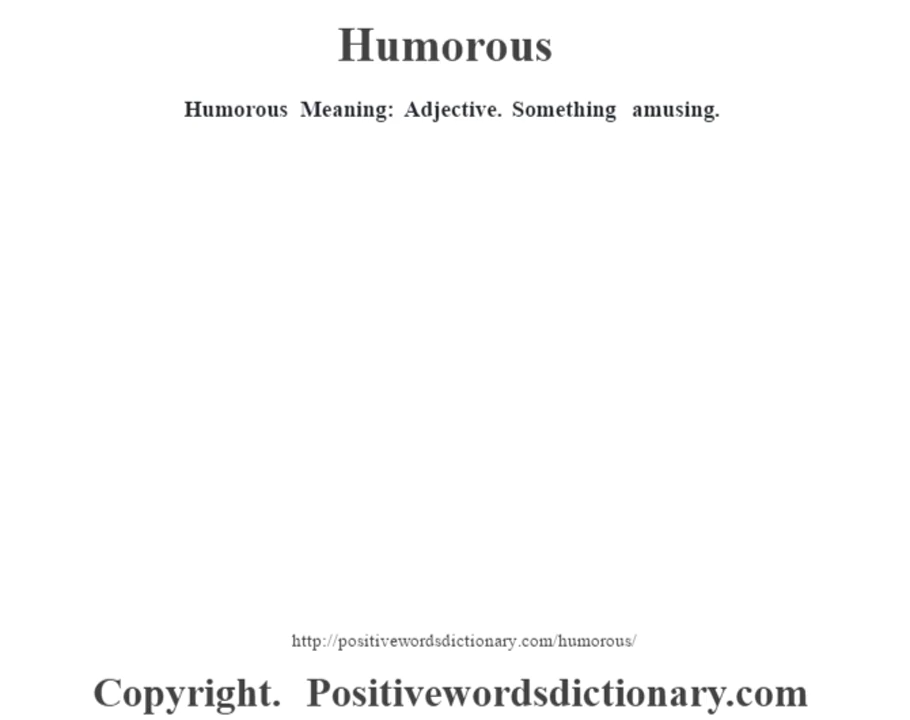 Humorous
Humorous Meaning: Adjective. Something amusing.
http://positivewordsdictionary.com/humorous/
Copyright. Positivewordsdictionary.com